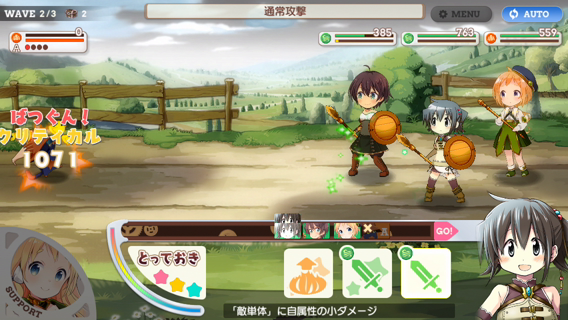 WAVE 2/3
2
通常攻撃
MENU
AUTO
0
A
385
763
559
ばつぐん！
クリティカル
1071
A
GO!
とっておき
SUPPORT
「敵単体」に自属性の小ダメージ